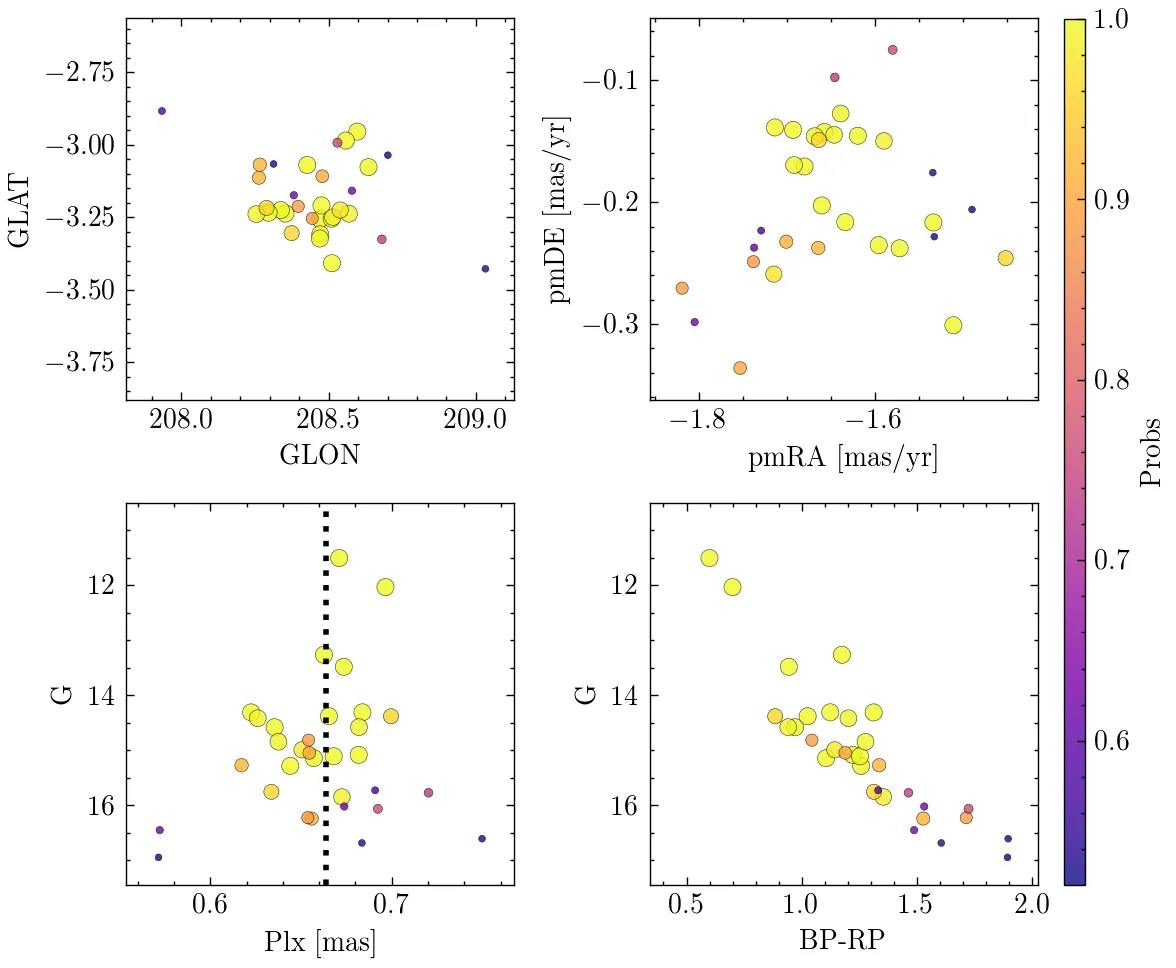 −2.75
−3.00
−3.25
−3.50
−3.75
GLAT
208.0 208.5 209.0
GLON
−0.1
−0.2
−0.3
pmDE [mas/yr]
−1.8 −1.6
pmRA [mas/yr]
12
14
16
G
0.6 0.7
Plx [mas]
12
14
16
G
0.5 1.0 1.5 2.0
BP-RP
1.0
0.9
0.8
0.7
0.6
Probs